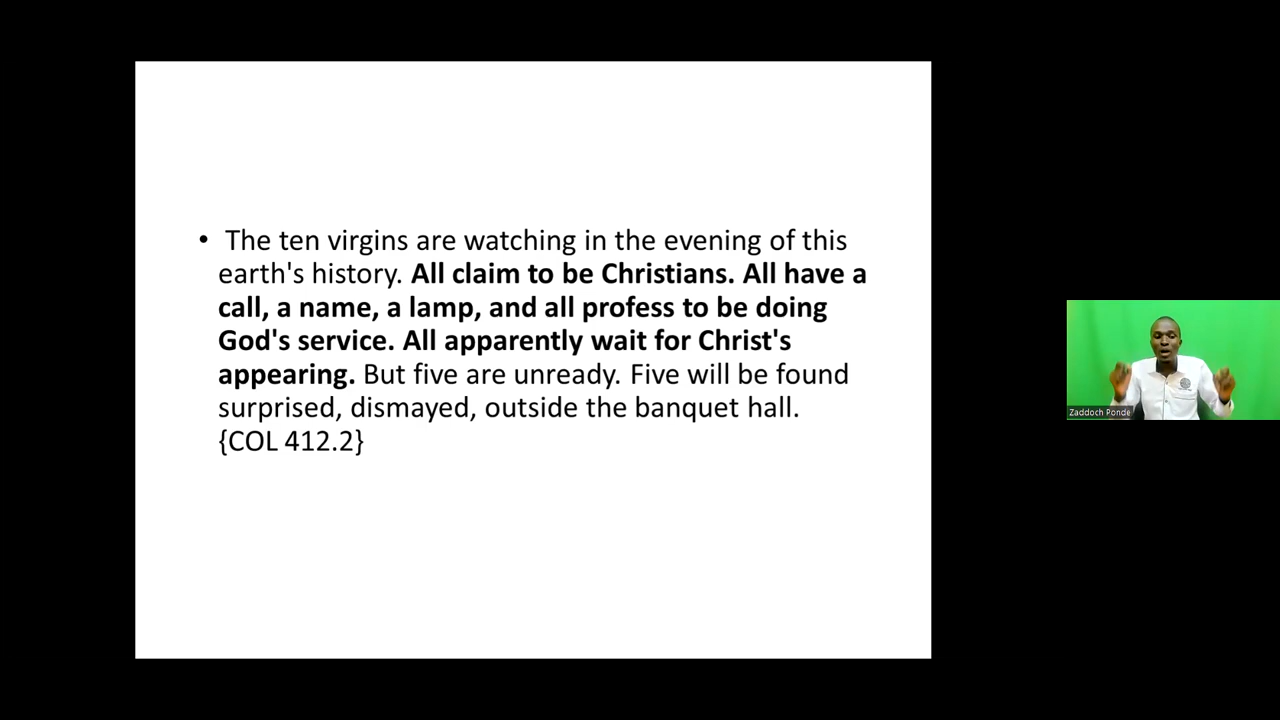 • The ten virgins are watching in the evening of this
earth's history. All claim to be Christians. All have a
call, a name, a lamp, and all profess to be doing
God's service. All apparently wait for Christ's
appearing. But five are unready. Five will be found
surprised, dismayed, outside the banquet hall.
{COL 412.2}
Zaddoch Ponde